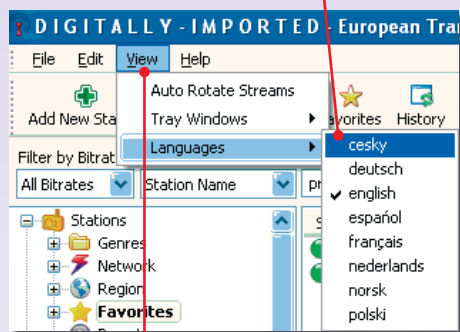 DIGITALLY-IMPORTED - European Tra
File Edit View Help
Auto Rotate Streams
Tray Windows
Languages
Add New Sta
avorites History
cesky
deutsch
english
español
français
nederlands
norsk
polski
Filter by Bitrat
All Bitrates Station Name pr
S
Stations
Genres
Network
Region
Favorites